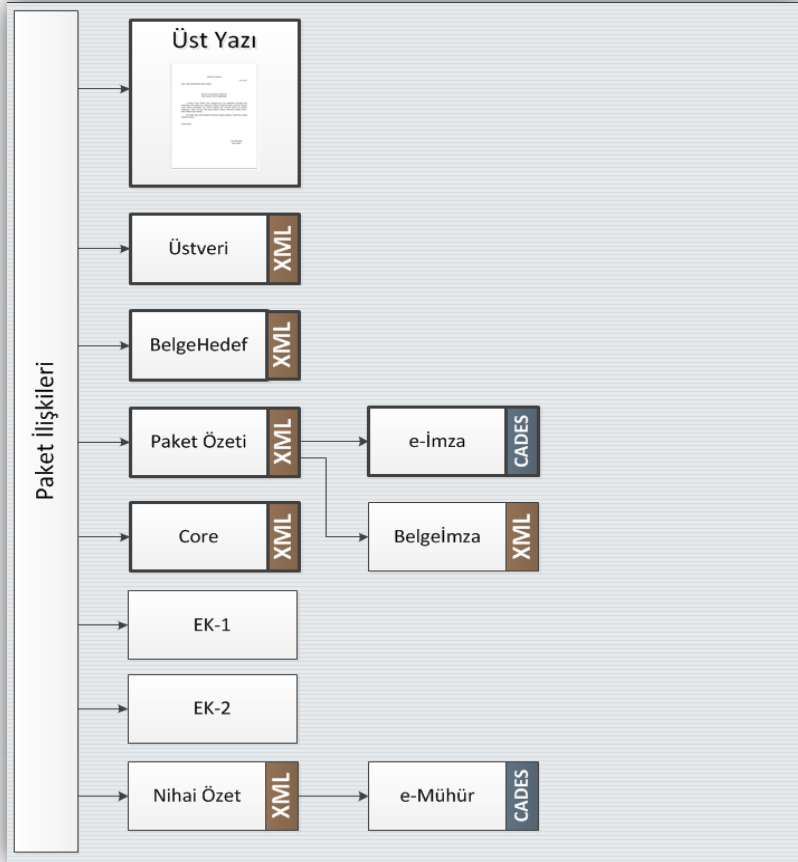 Paket İlişkileri
Üst Yazı
Üstveri
XML
BelgeHedef
XML
Paket Özeti
XML
e-İmza
CADES
Core
XML
Belgeİmza
XML
EK-1
EK-2
Nihai Özet
XML
e-Mühür
CADES